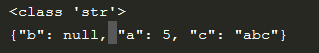 <class 'str'>
{"b": null, "a": 5, "c": "abc"}